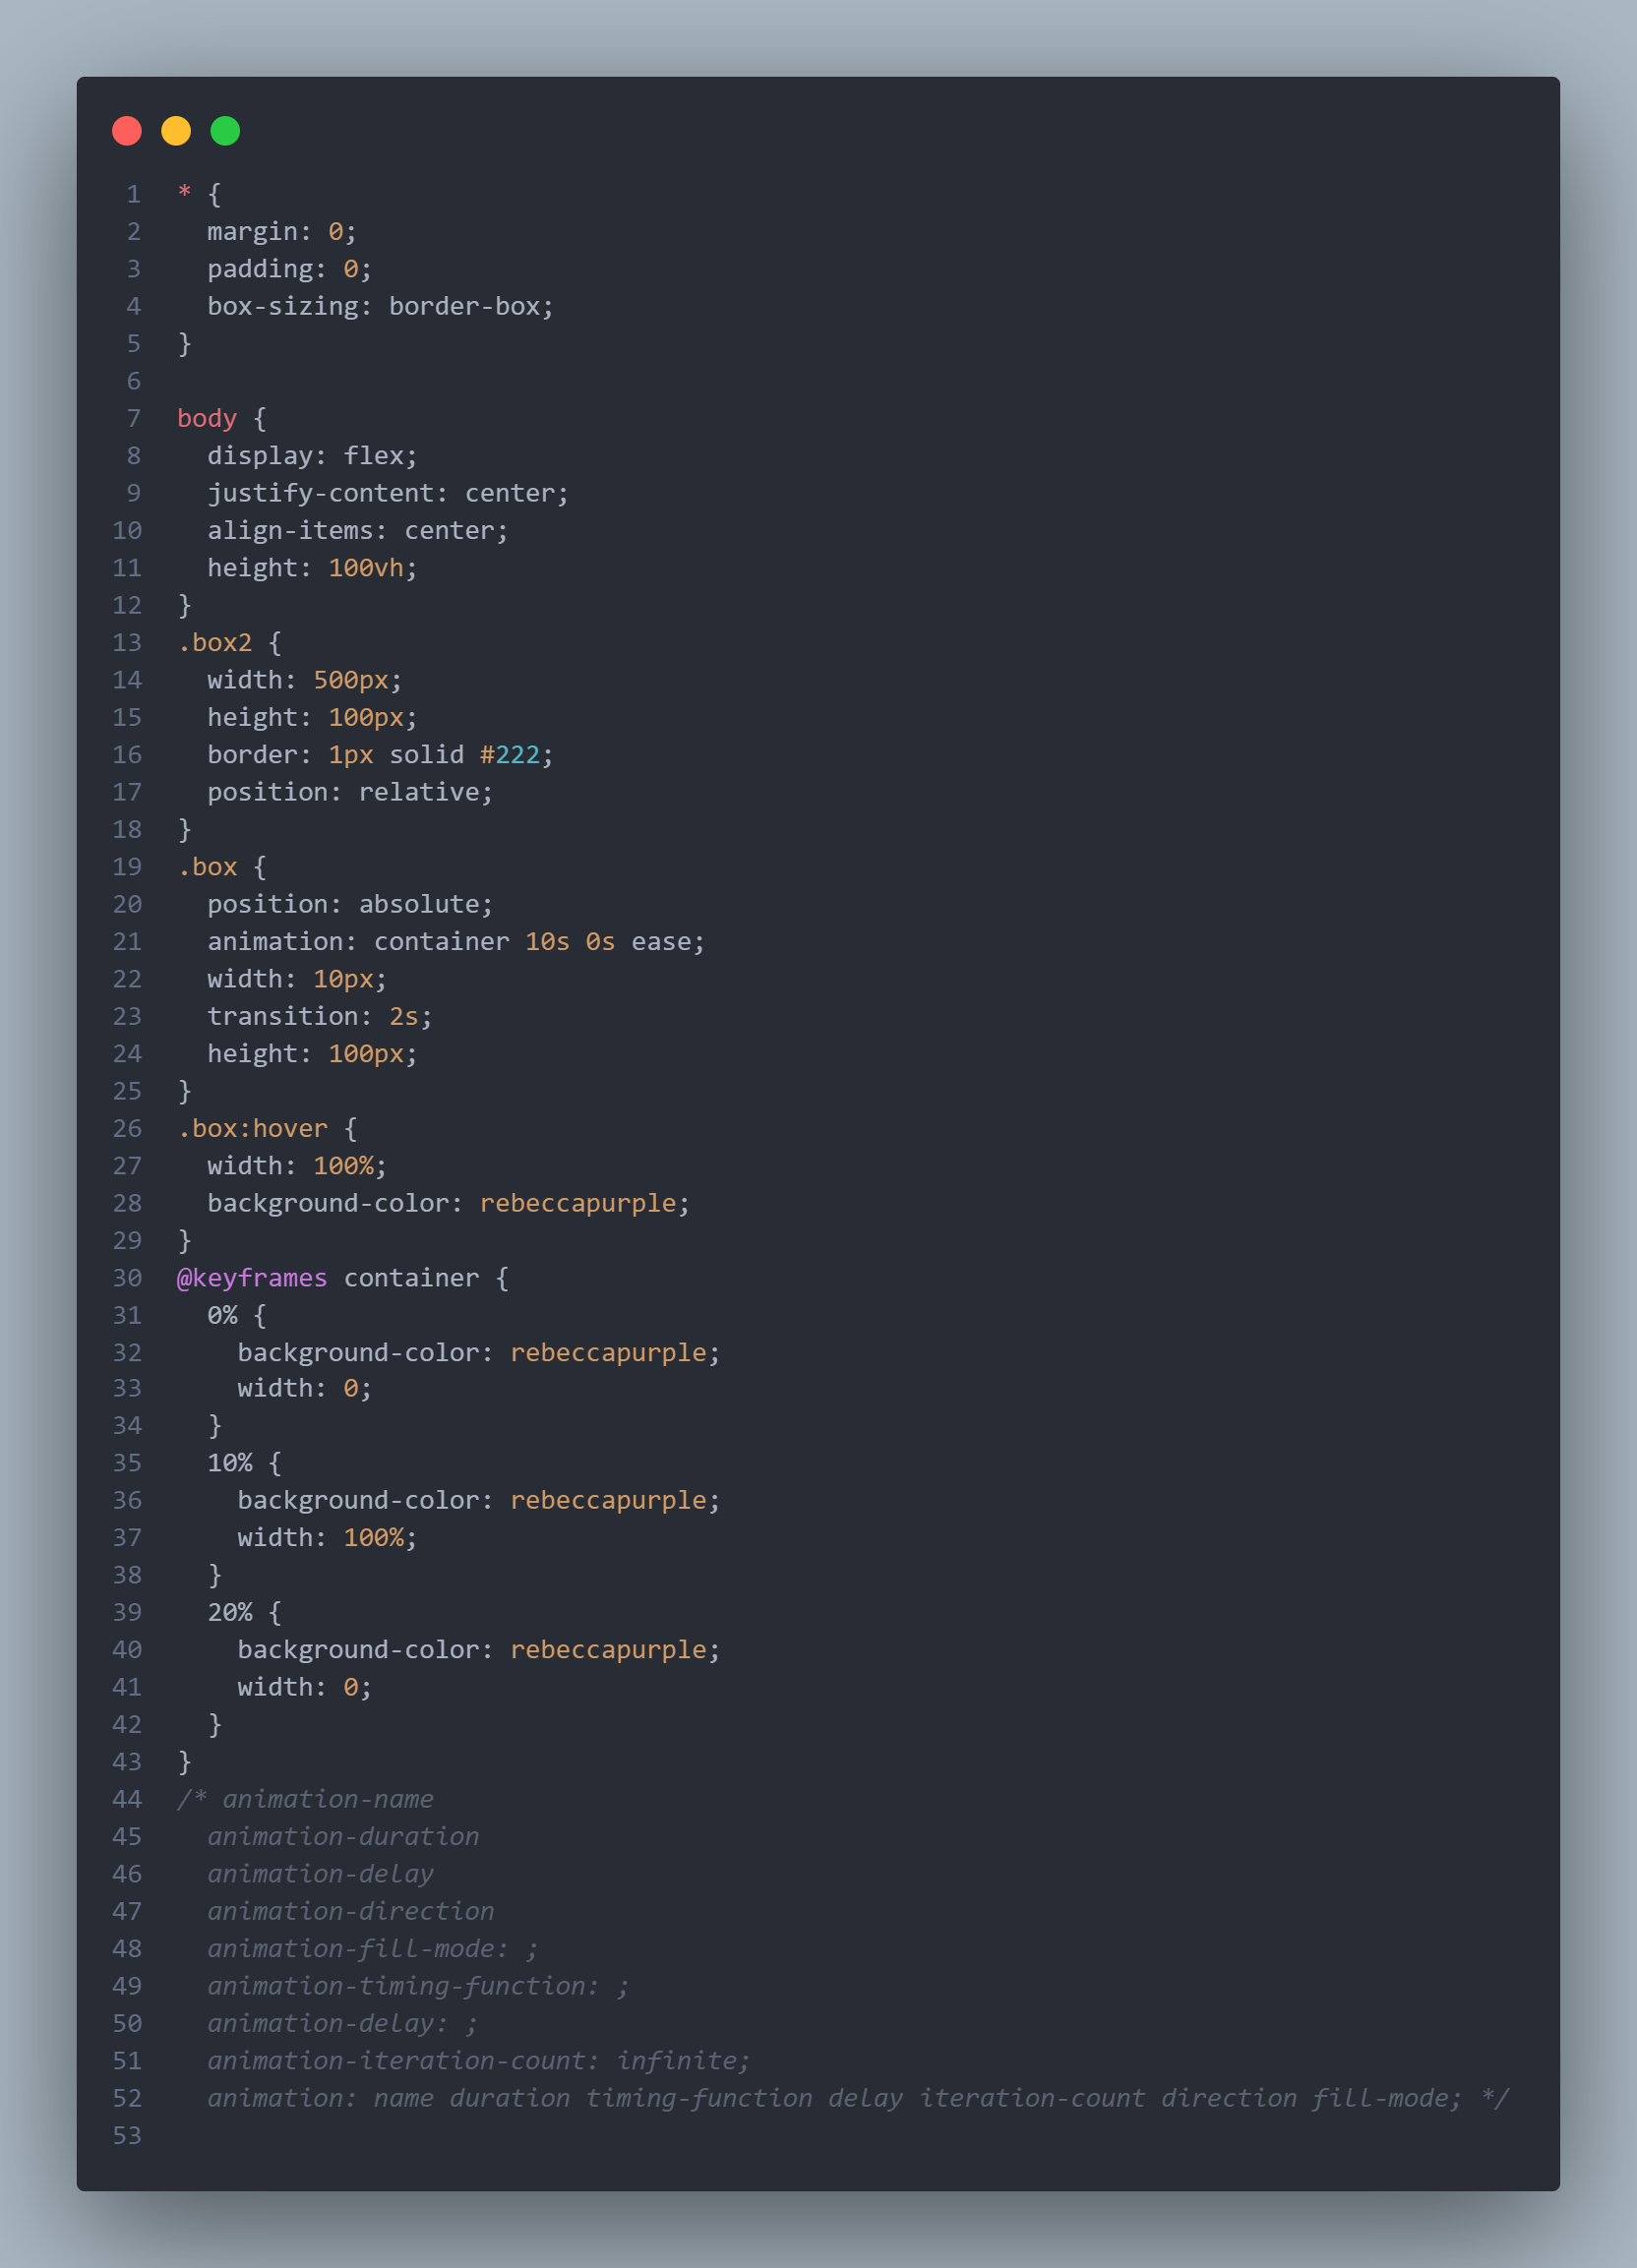 1 * {
2   margin: 0;
3   padding: 0;
4   box-sizing: border-box;
5 }
6
7 body {
8   display: flex;
9   justify-content: center;
10   align-items: center;
11   height: 100vh;
12 }
13 .box2 {
14   width: 500px;
15   height: 100px;
16   border: 1px solid #222;
17   position: relative;
18 }
19 .box {
20   position: absolute;
21   animation: container 10s 0s ease;
22   width: 10px;
23   transition: 2s;
24   height: 100px;
25 }
26 .box:hover {
27   width: 100%;
28   background-color: rebeccapurple;
29 }
30 @keyframes container {
31   0% {
32     background-color: rebeccapurple;
33     width: 0;
34   }
35   10% {
36     background-color: rebeccapurple;
37     width: 100%;
38   }
39   20% {
40     background-color: rebeccapurple;
41     width: 0;
42   }
43 }
44 /* animation-name
45   animation-duration
46   animation-delay
47   animation-direction
48   animation-fill-mode: ;
49   animation-timing-function: ;
50   animation-delay: ;
51   animation-iteration-count: infinite;
52   animation: name duration timing-function delay iteration-count direction fill-mode; */
53